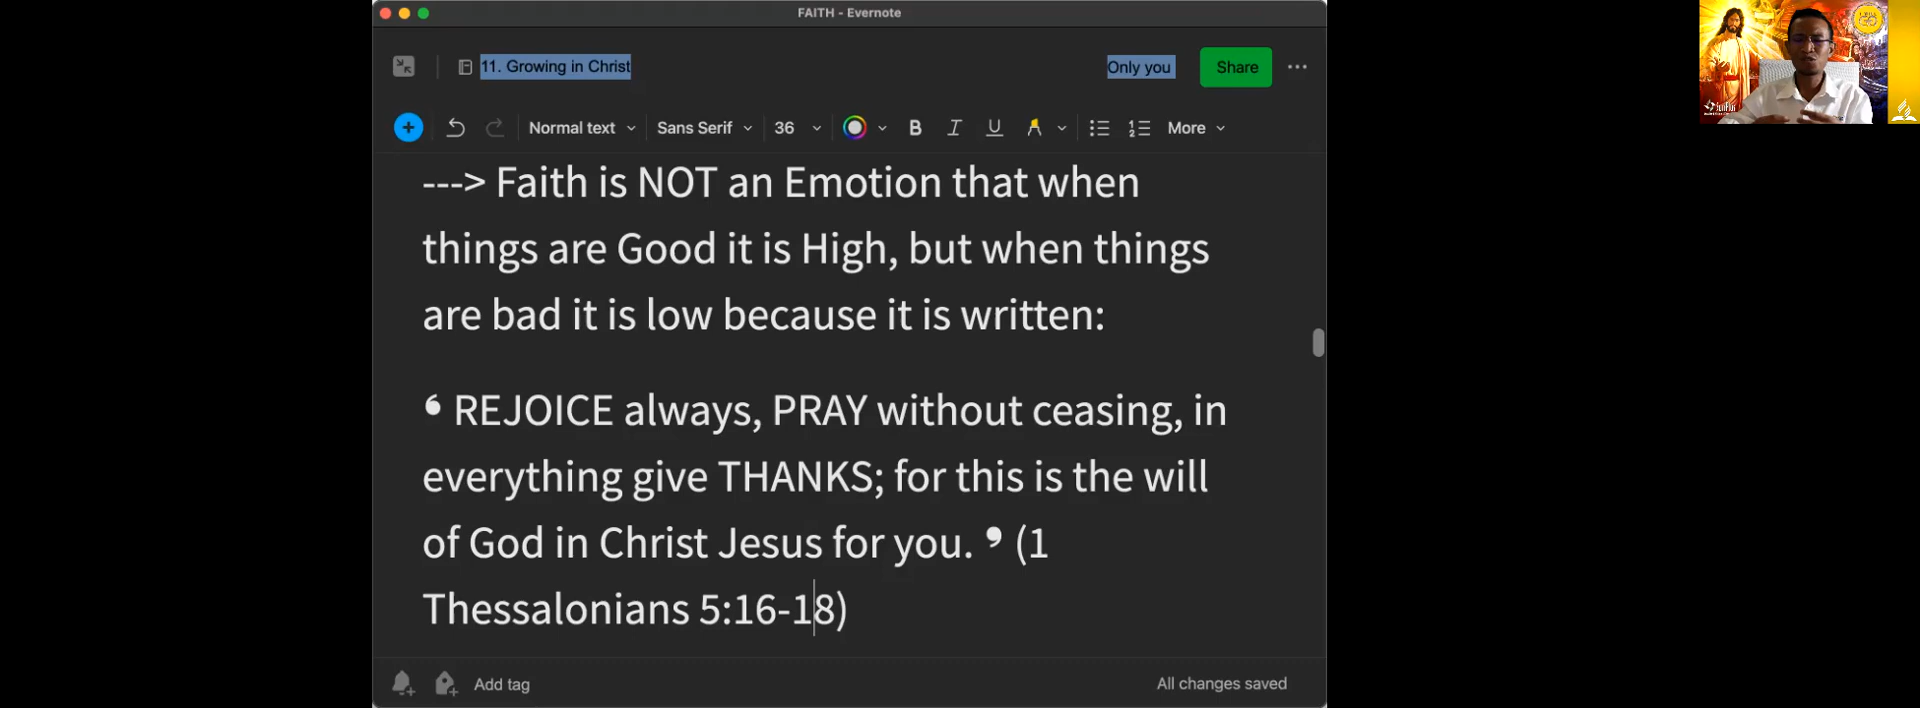 FAITH - Evernote
11. Growing in Christ
Only you
Share
Normal text
Sans Serif
36
B
I
U
More
---> Faith is NOT an Emotion that when
things are Good it is High, but when things
are bad it is low because it is written:
❛ REJOICE always, PRAY without ceasing, in
everything give THANKS; for this is the will
of God in Christ Jesus for you. ❜ (1
Thessalonians 5:16-18)
Add tag
All changes saved